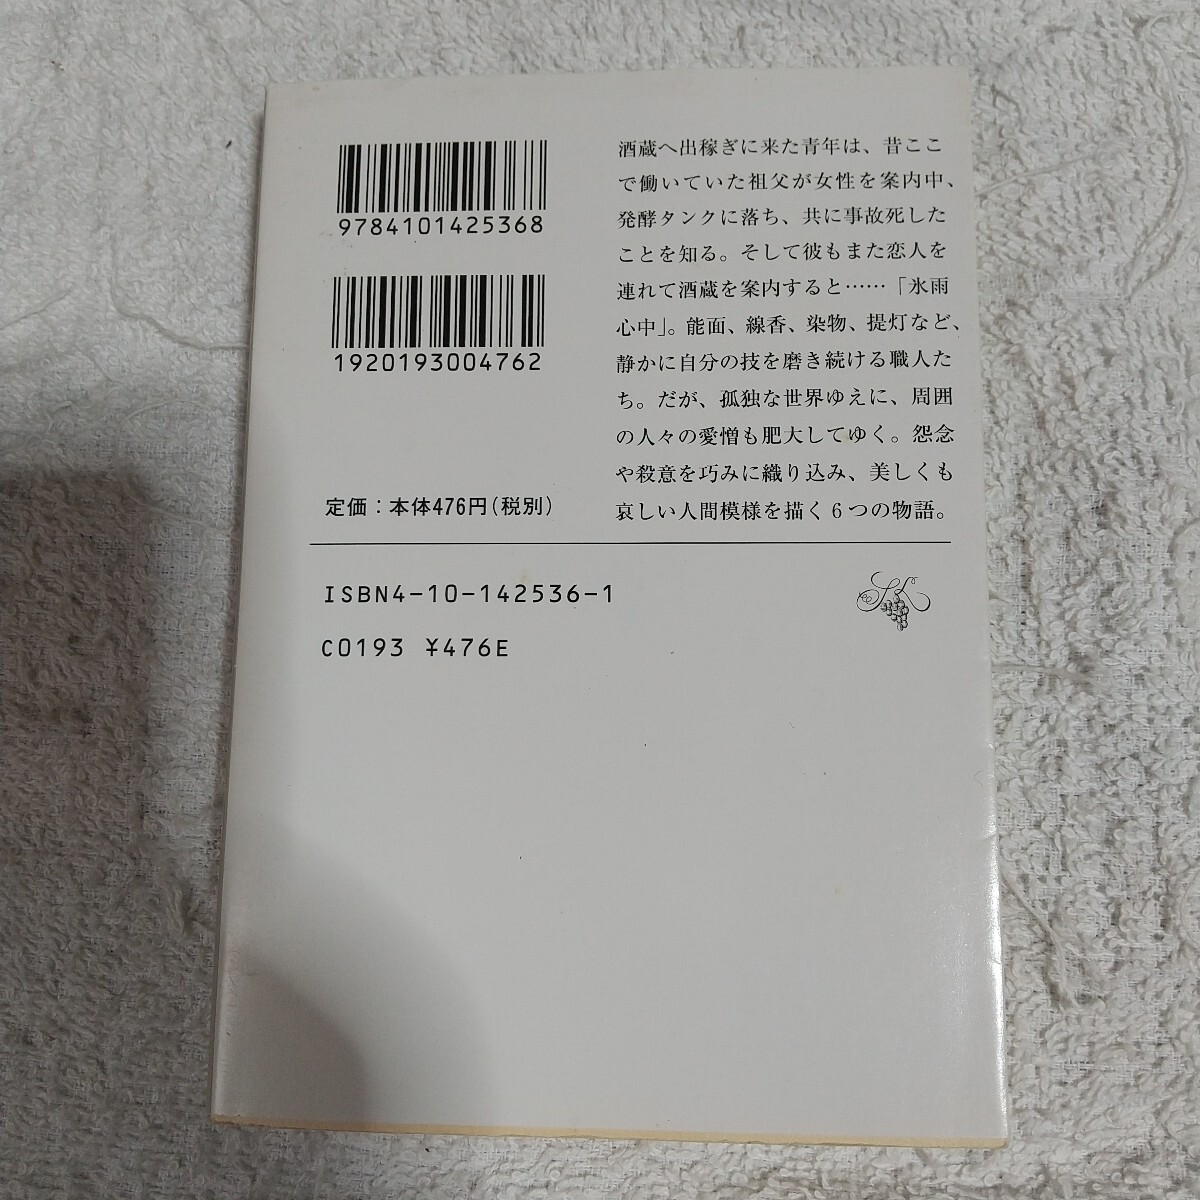 9784101425368
1920193004762
定価：本体476円（税別）
酒蔵へ出稼ぎに来た青年は、昔ここ
で働いていた祖父が女性を案内中、
発酵タンクに落ち、共に事故死した
ことを知る。そして彼もまた恋人を
連れて酒蔵を案内すると……「氷雨
心中」。能面、線香、染物、提灯など、
静かに自分の技を磨き続ける職人た
ち。だが、孤独な世界ゆえに、周囲
の人々の愛憎も肥大してゆく。怨念
や殺意を巧みに織り込み、美しくも
哀しい人間模様を描く6つの物語。
ISBN4-10-142536-1
C0193 ¥476E